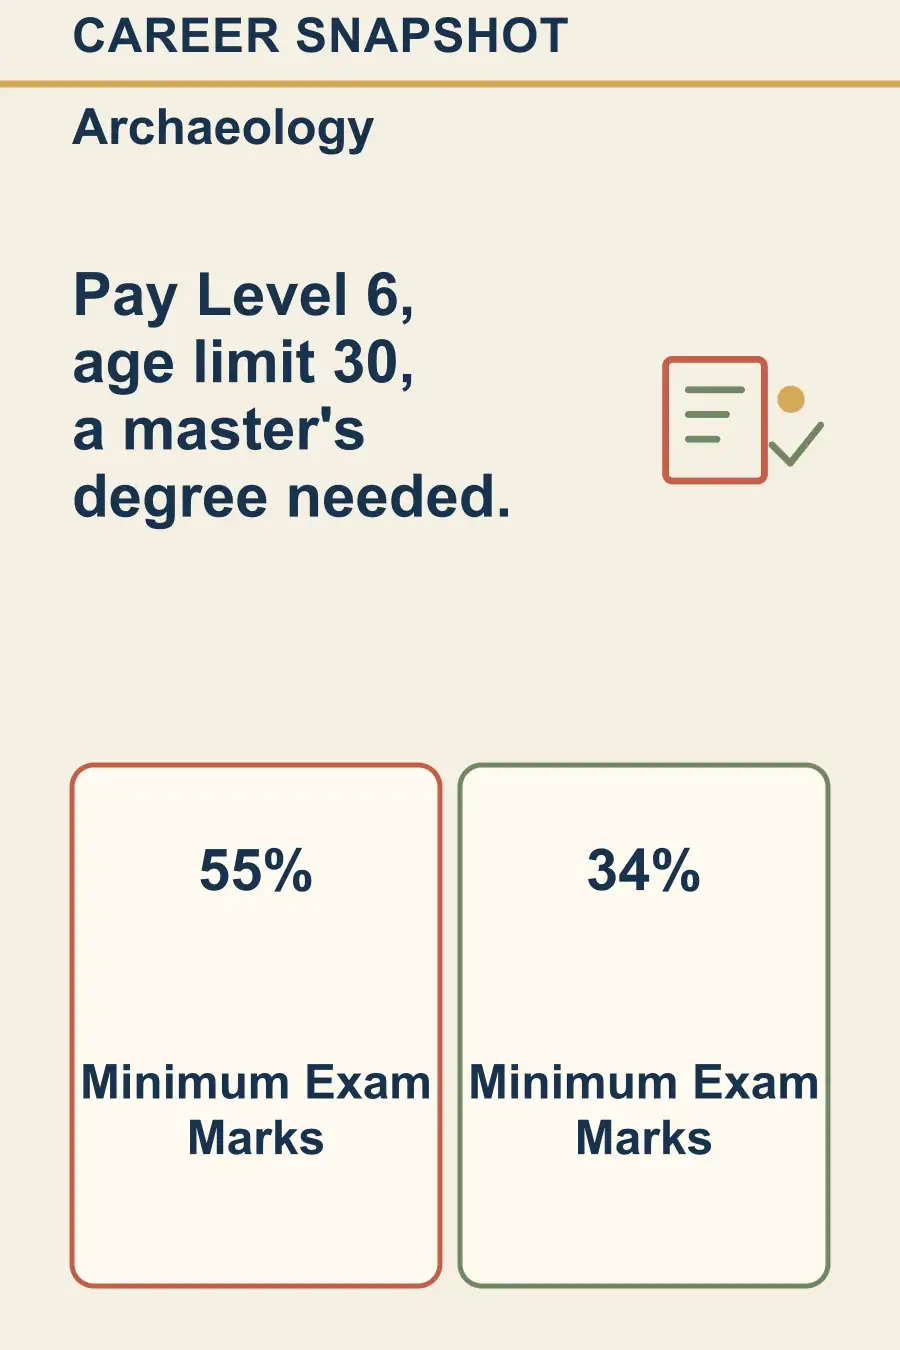 CAREER SNAPSHOT
Archaeology
Pay Level 6,
age limit 30,
a master's
degree needed.
55%
Minimum Exam
Marks
34%
Minimum Exam
Marks